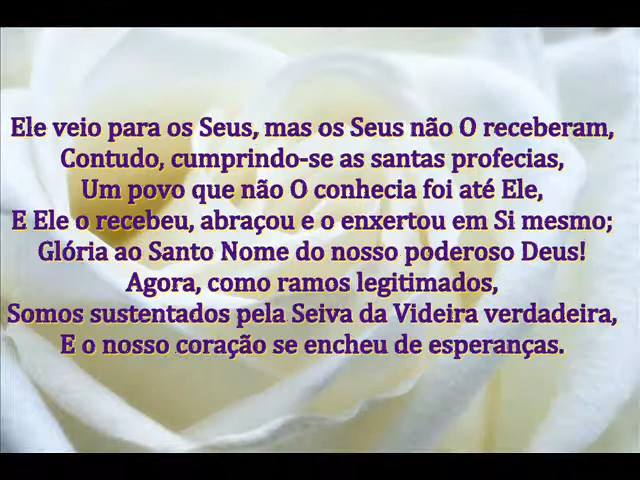 Ele veio para os Seus, mas os Seus não O receberam,
Contudo, cumprindo-se as santas profecias,
Um povo que não O conhecia foi até Ele,
E Ele o recebeu, abraçou e o enxertou em Si mesmo;
Glória ao Santo Nome do nosso poderoso Deus!
Agora, como ramos legitimados,
Somos sustentados pela Seiva da Videira verdadeira,
E o nosso coração se encheu de esperanças.